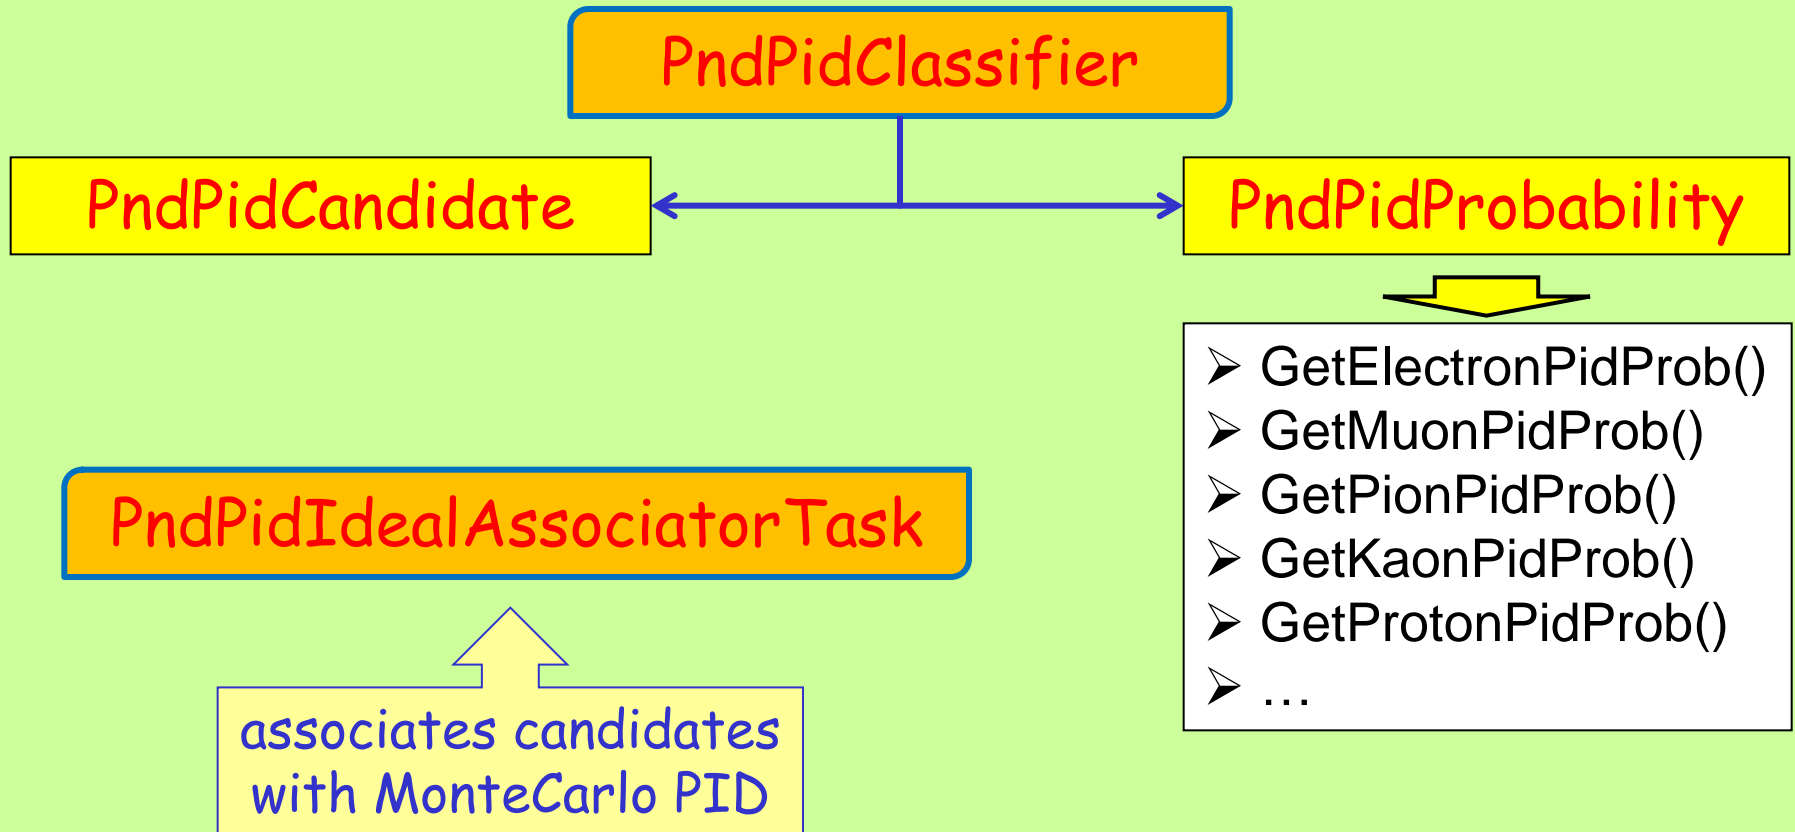 PndPidClassifier
PndPidCandidate
PndPidProbability
➢ GetElectronPidProb()
➢ GetMuonPidProb()
➢ GetPionPidProb()
➢ GetKaonPidProb()
➢ GetProtonPidProb()
➢ …
PndPidIdealAssociatorTask
associates candidates
with MonteCarlo PID